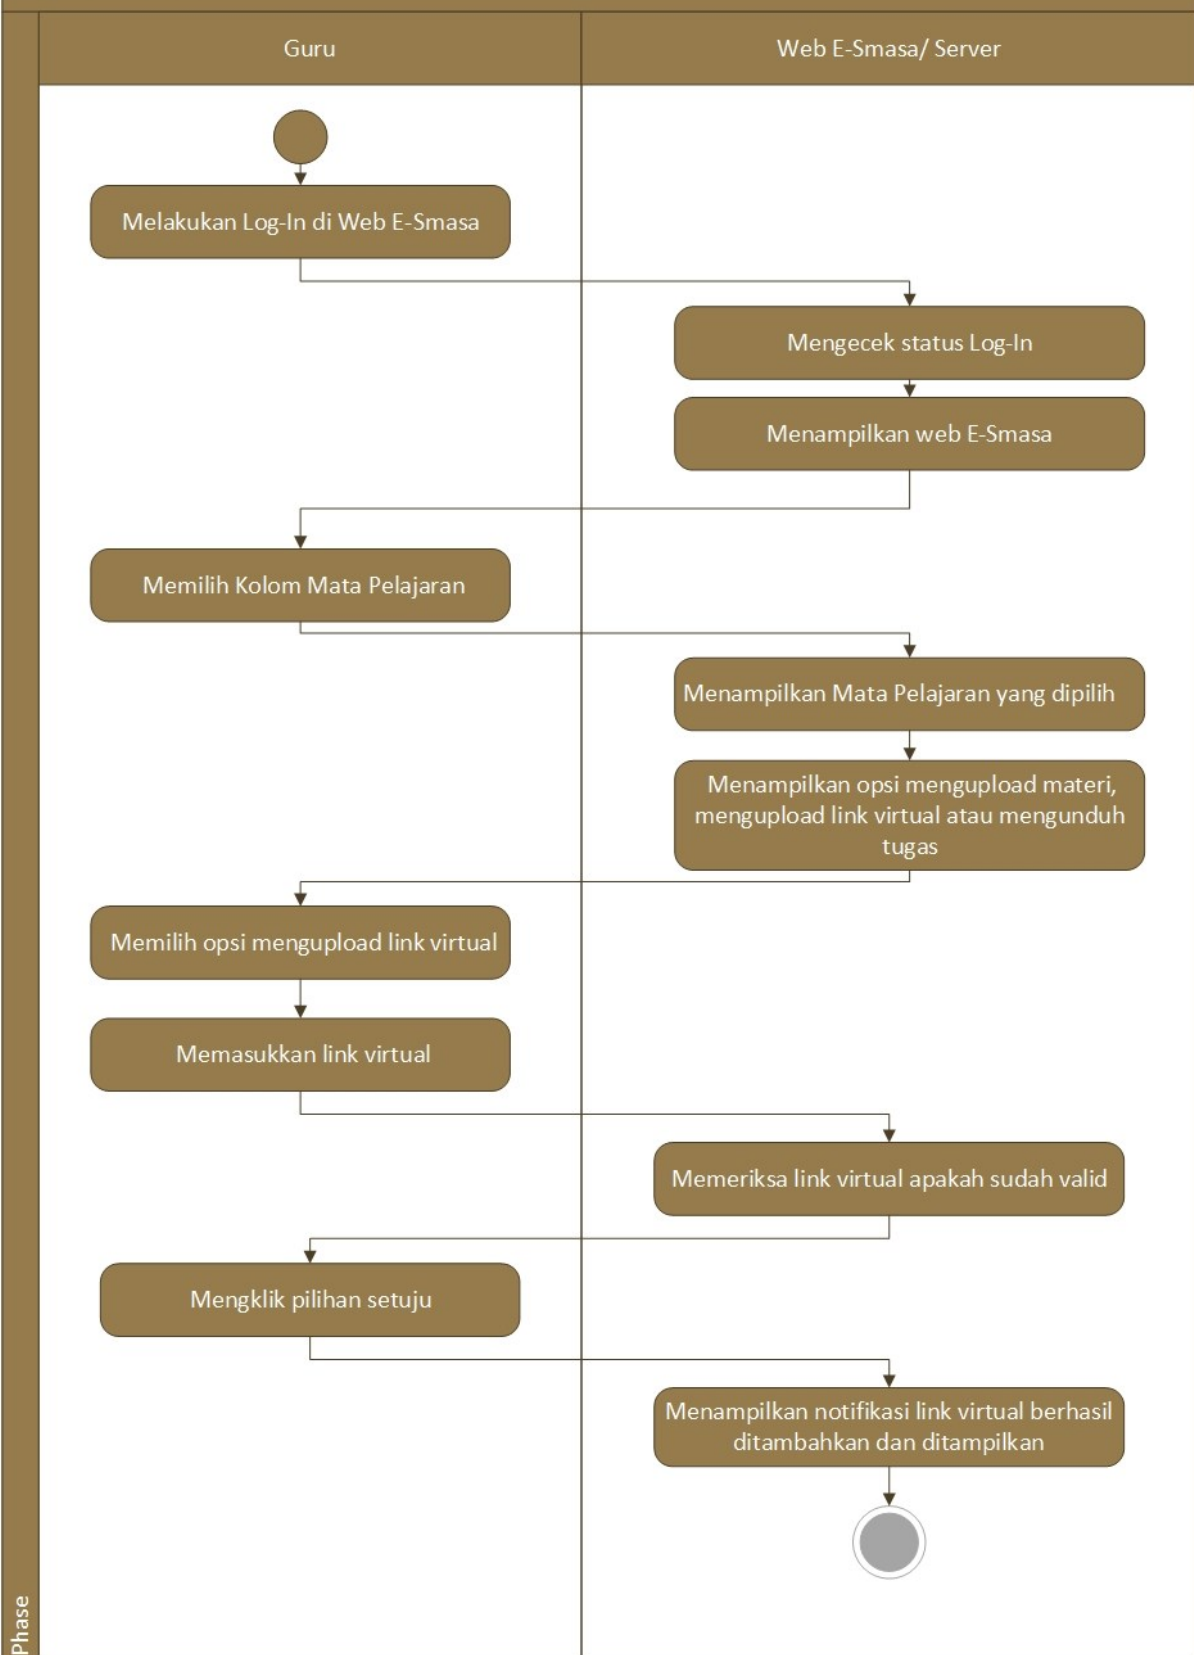 Guru
Web E-Smasa/ Server
Melakukan Log-In di Web E-Smasa
Mengecek status Log-In
Menampilkan web E-Smasa
Memilih Kolom Mata Pelajaran
Menampilkan Mata Pelajaran yang dipilih
Menampilkan opsi mengupload materi,
mengupload link virtual atau mengunduh
tugas
Memilih opsi mengupload link virtual
Memasukkan link virtual
Memeriksa link virtual apakah sudah valid
Mengklik pilihan setuju
Menampilkan notifikasi link virtual berhasil
ditambahkan dan ditampilkan
Phase